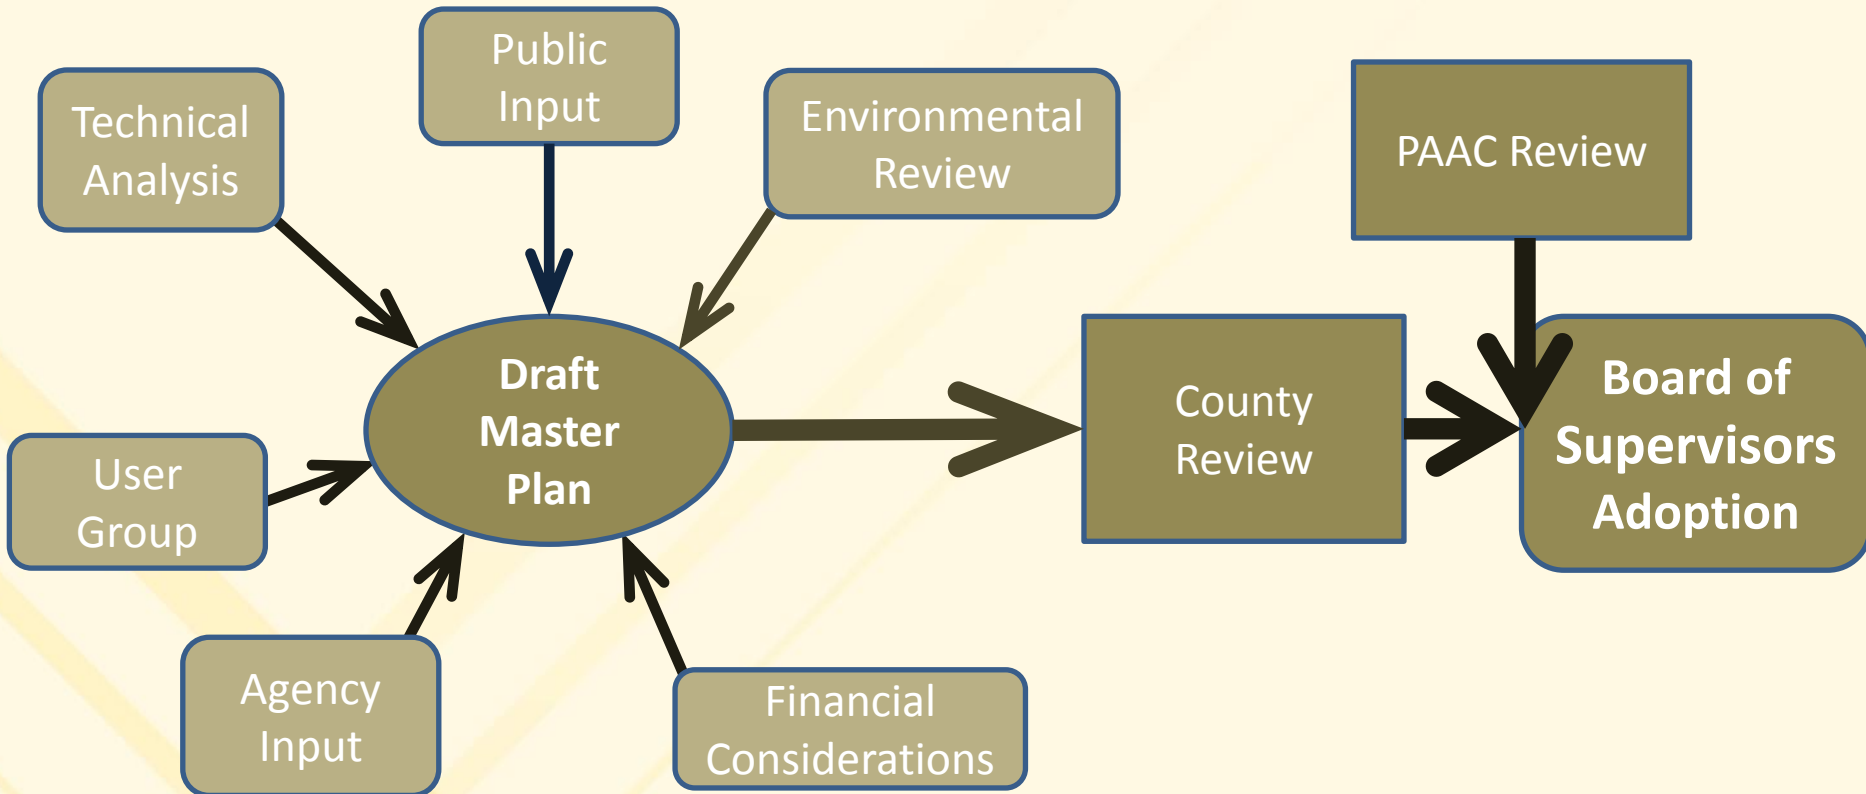 Public
Input
Technical
Analysis
Environmental
Review
PAAC Review
Draft
Master
Plan
County
Review
Board of
Supervisors
Adoption
User
Group
Agency
Input
Financial
Considerations